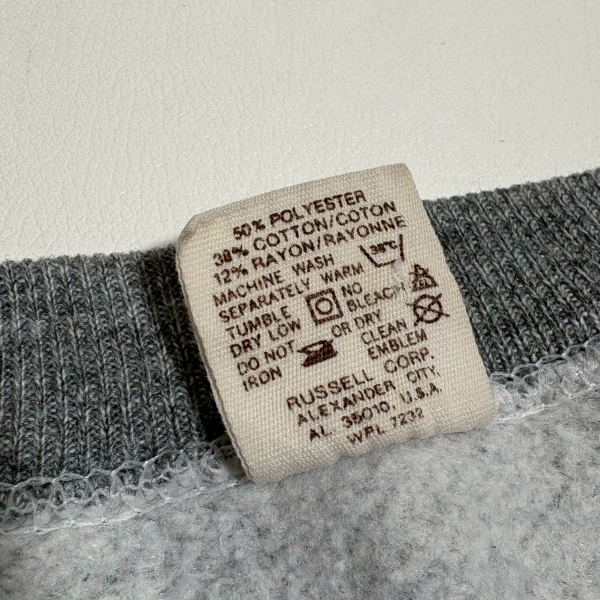 50% POLYESTER
38% COTTON/COTON
12% RAYON/RAYONNE
MACHINE WASH
SEPARATELY WARM 38°C
TUMBLE NO
DRY LOW BLEACH
DO NOT OR DRY
IRON CLEAN
EMBLEM
RUSSELL CORP.
ALEXANDER CITY,
AL. 35010, U.S.A.
WPL 7232